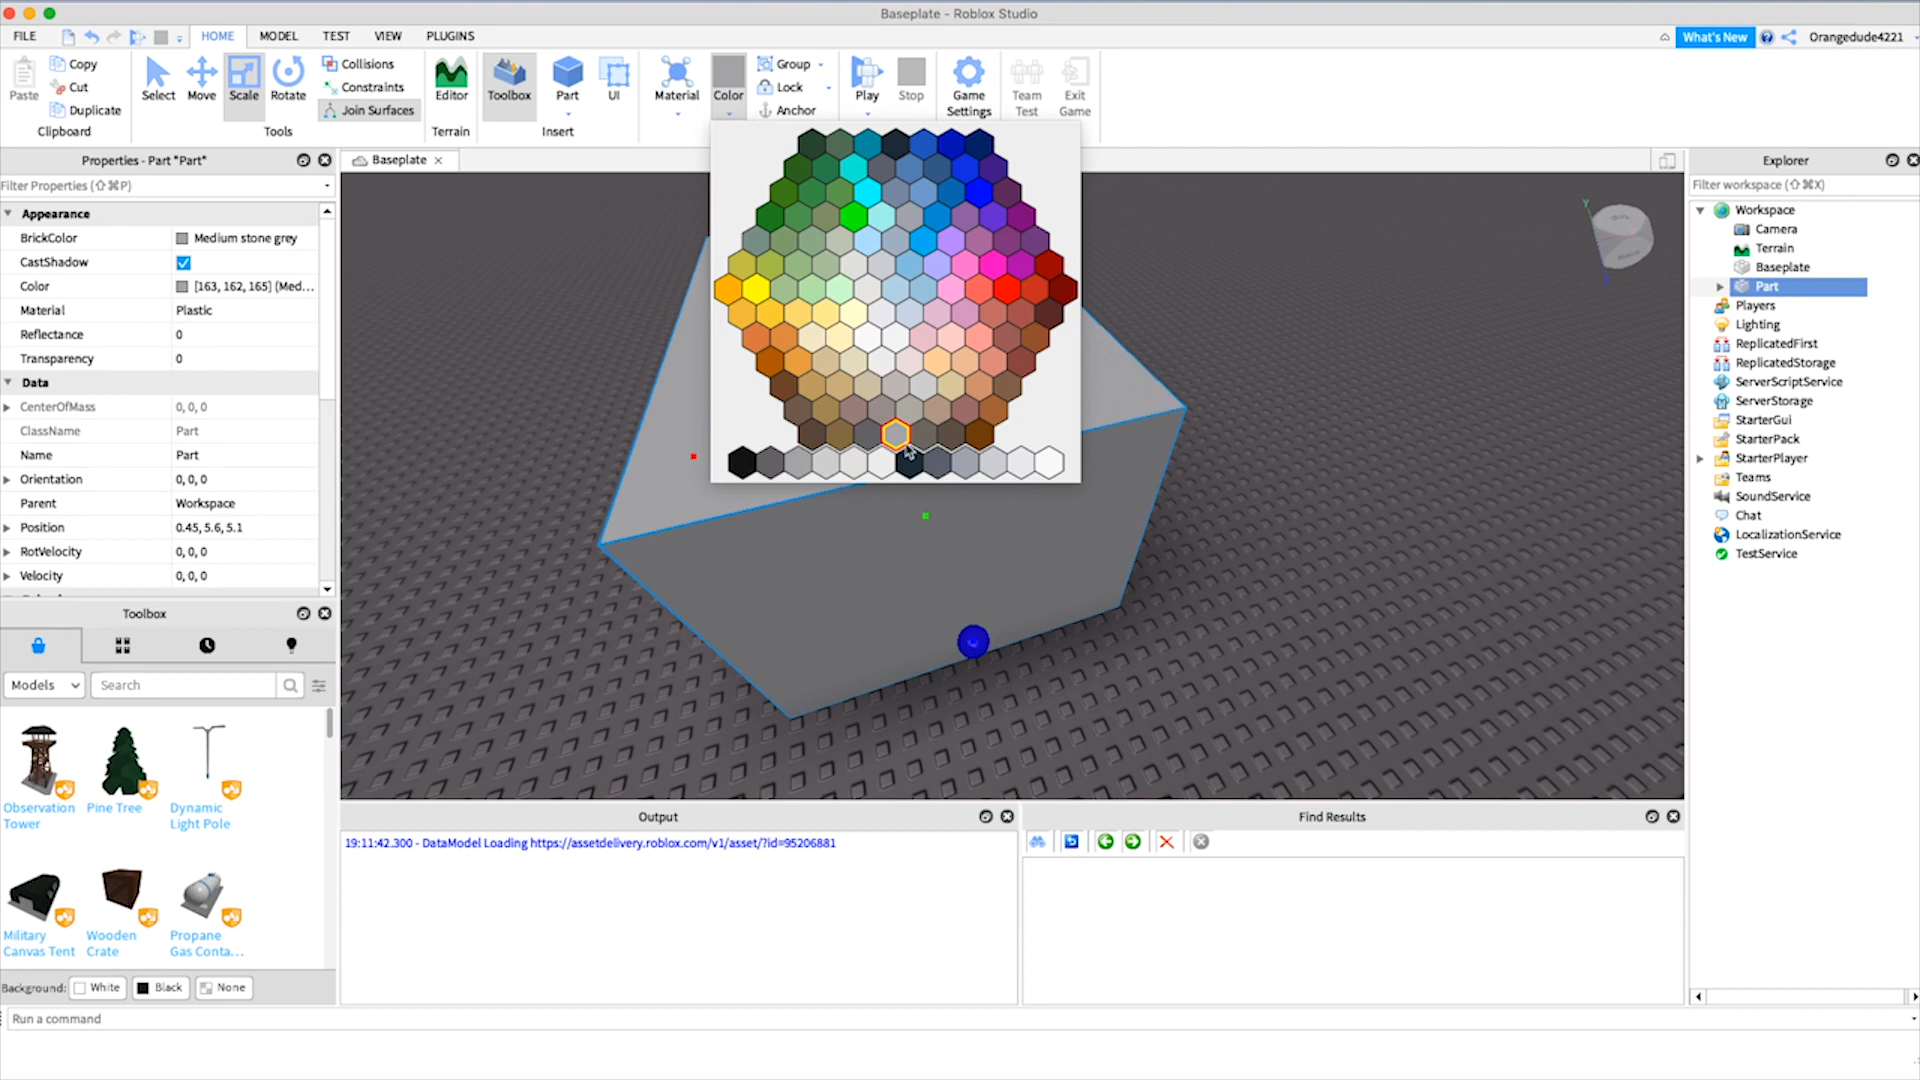 Baseplate - Roblox Studio
FILE HOME MODEL TEST VIEW PLUGINS What's New Orangedude4221
Paste Copy Cut Duplicate
Select Move Scale Rotate
Collisions
Constraints
Join Surfaces
Editor Toolbox Part UI Material Color
Group
Lock
Anchor
Play Stop Game Settings Team Test Exit Game
Clipboard Tools Terrain Insert
Properties - Part "Part"
Filter Properties (⇧⌘P)
Appearance
BrickColor Medium stone grey
CastShadow
Color [163, 162, 165] (Med...
Material Plastic
Reflectance 0
Transparency 0
Data
CenterOfMass 0, 0, 0
ClassName Part
Name Part
Orientation 0, 0, 0
Parent Workspace
Position 0.45, 5.6, 5.1
RotVelocity 0, 0, 0
Velocity 0, 0, 0
Toolbox
Models Search
Observation Tower
Pine Tree
Dynamic Light Pole
Military Canvas Tent
Wooden Crate
Propane Gas Conta...
Background: White Black None
Run a command
Baseplate
Y
Output
19:11:42.300 - DataModel Loading https://assetdelivery.roblox.com/v1/asset/?id=95206881
Find Results
Explorer
Filter workspace (⇧⌘X)
Workspace
Camera
Terrain
Baseplate
Part
Players
Lighting
ReplicatedFirst
ReplicatedStorage
ServerScriptService
ServerStorage
StarterGui
StarterPack
StarterPlayer
Teams
SoundService
Chat
LocalizationService
TestService